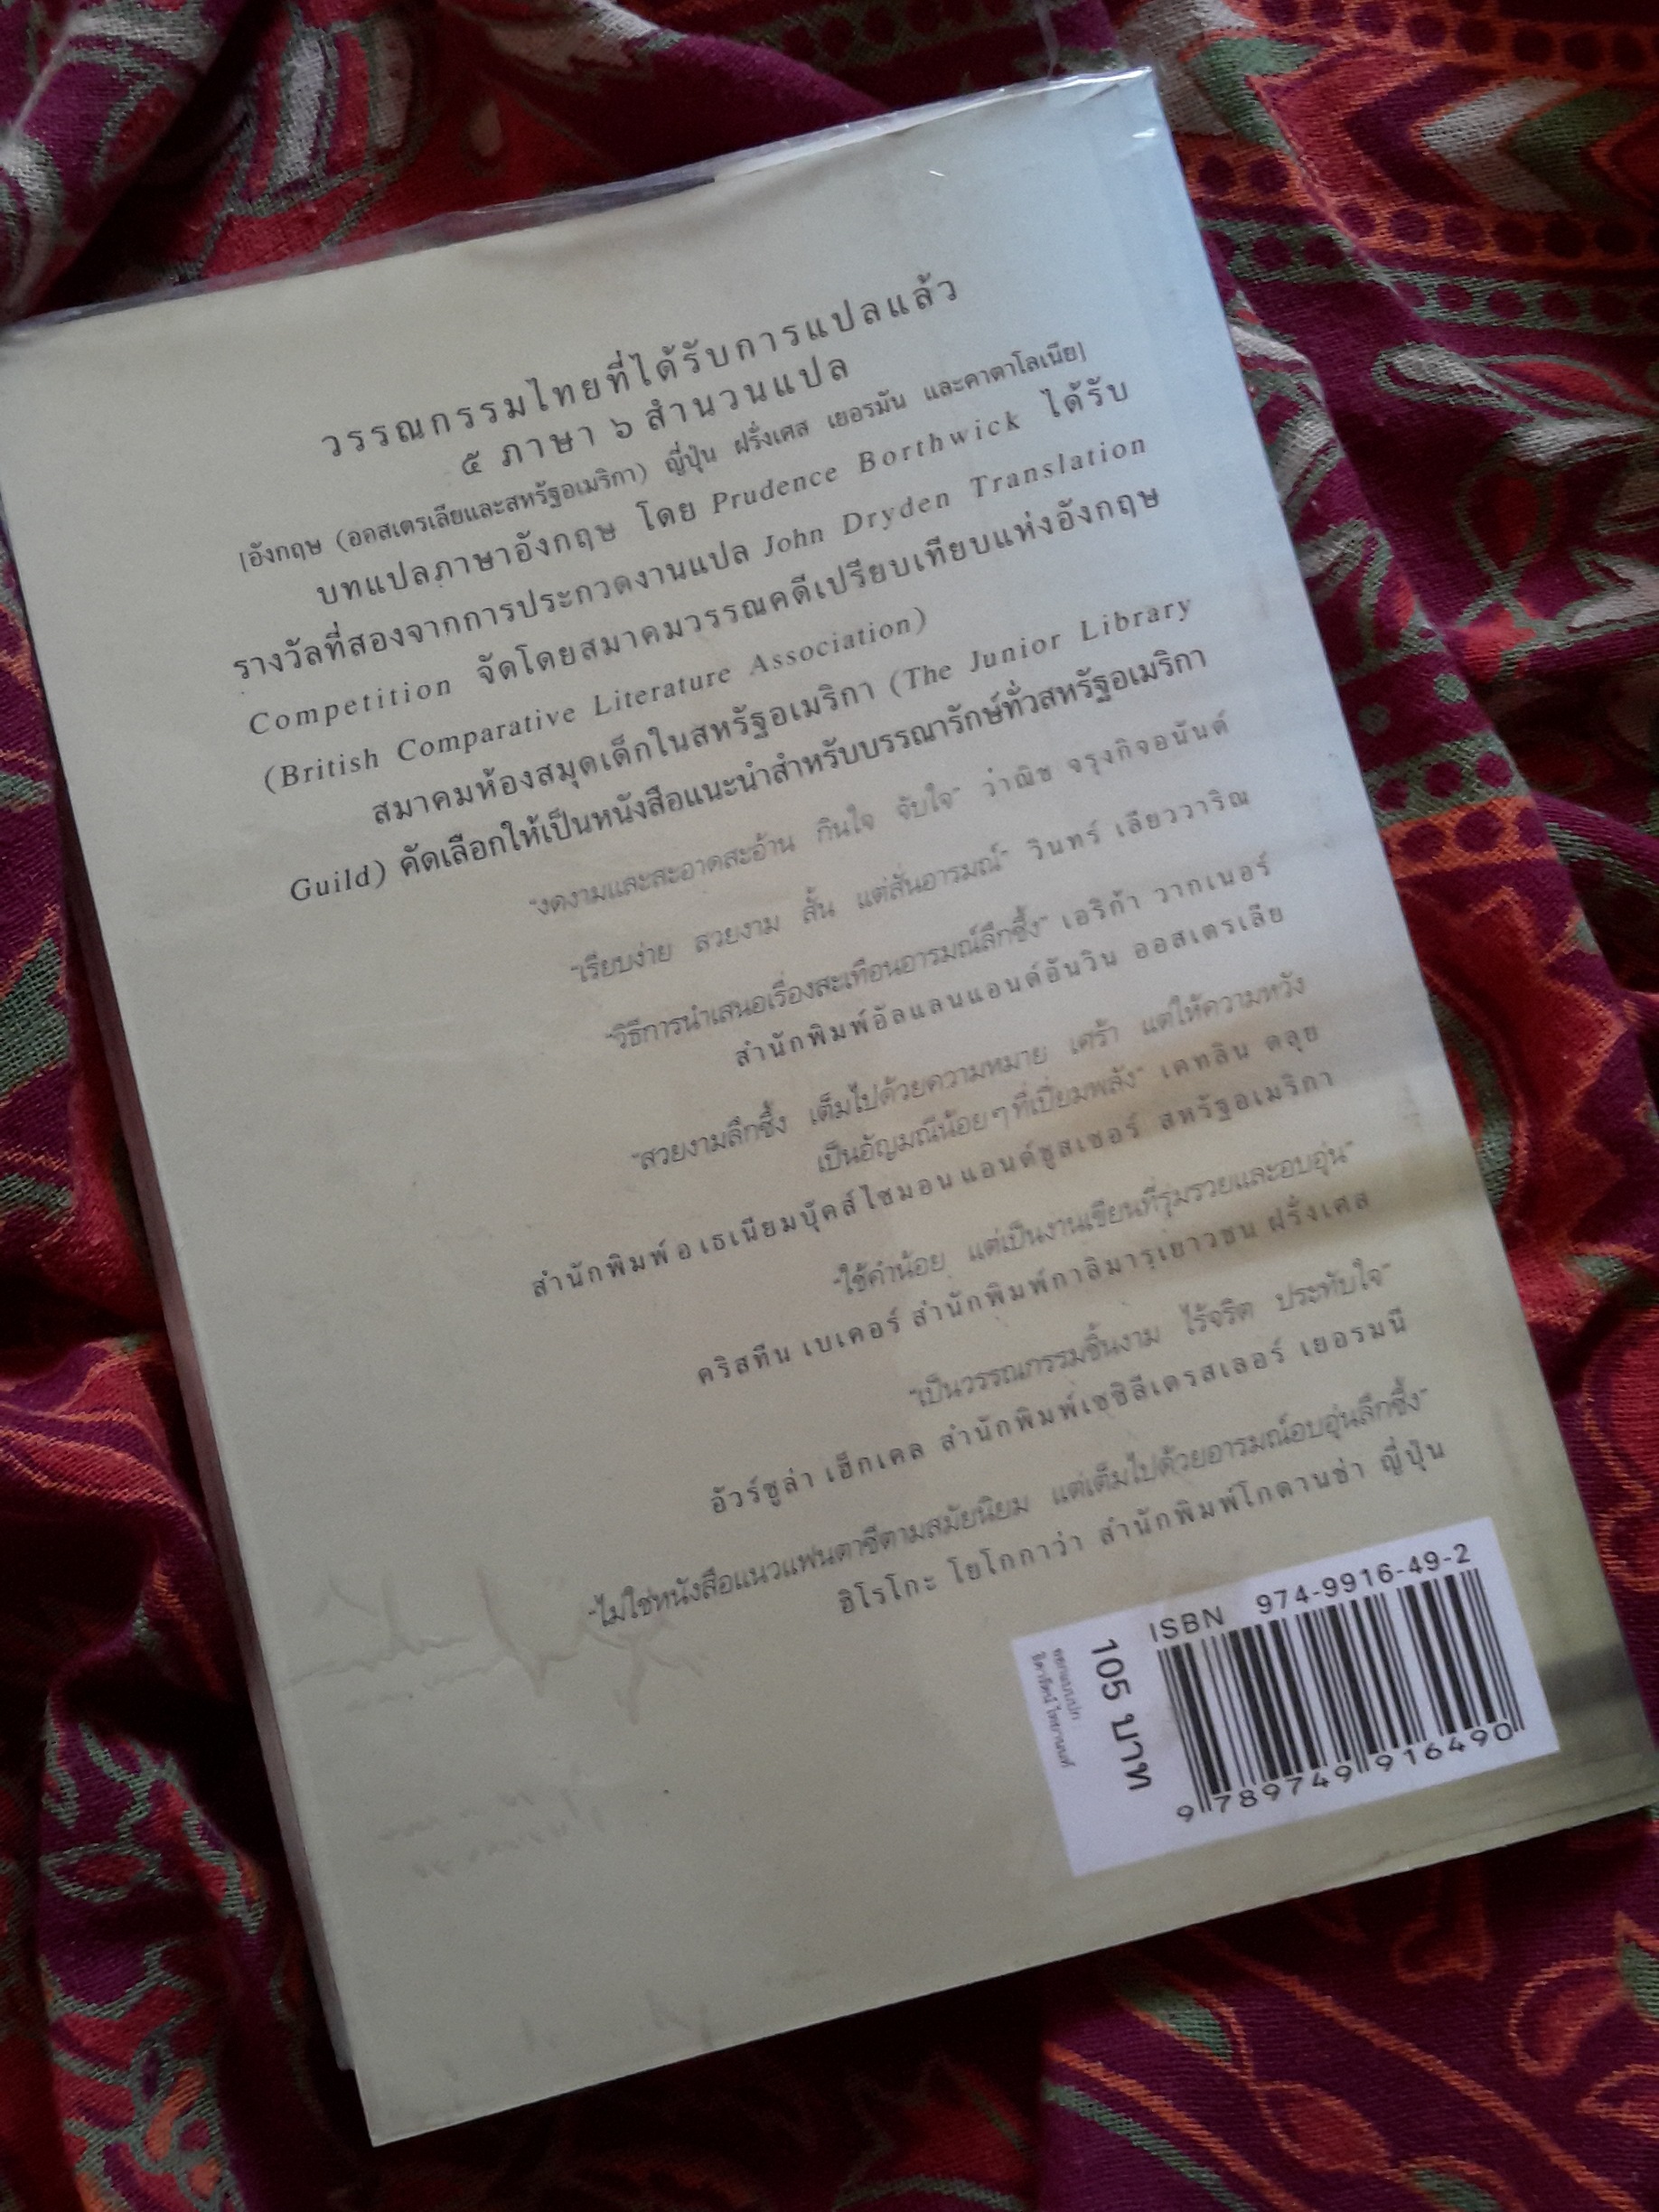 วรรณกรรมไทยที่ได้รับการแปลแล้ว
๕ ภาษา ๖ สำนวนแปล
[อังกฤษ (ออสเตรเลียและสหรัฐอเมริกา) ญี่ปุ่น ฝรั่งเศส เยอรมัน และคาตาโลเนีย]
บทแปลภาษาอังกฤษ โดย Prudence Borthwick ได้รับ
รางวัลที่สองจากการประกวดงานแปล John Dryden Translation
Competition จัดโดยสมาคมวรรณคดีเปรียบเทียบแห่งอังกฤษ
(British Comparative Literature Association)
สมาคมห้องสมุดเด็กในสหรัฐอเมริกา (The Junior Library
Guild) คัดเลือกให้เป็นหนังสือแนะนำสำหรับบรรณารักษ์ทั่วสหรัฐอเมริกา
"งดงามและสะอาดสะอ้าน กินใจ จับใจ" วาณิช จรุงกิจอนันต์
"เรียบง่าย สวยงาม สั้น แต่สั่นอารมณ์" วินทร์ เลียววาริณ
"วิธีการนำเสนอเรื่องสะเทือนอารมณ์ลึกซึ้ง" เอริก้า วากเนอร์
สำนักพิมพ์อัลแลนแอนด์อันวิน ออสเตรเลีย
"สวยงามลึกซึ้ง เต็มไปด้วยความหมาย เศร้า แต่ให้ความหวัง
เป็นอัญมณีน้อยๆ ที่เปี่ยมพลัง" เคทลิน ดลุย
สำนักพิมพ์อเธเนียมบุ๊คส์ไซมอนแอนด์ชูสเชอร์ สหรัฐอเมริกา
"ใช้คำน้อย แต่เป็นงานเขียนที่รุ่มรวยและอบอุ่น"
คริสทีน เบเคอร์ สำนักพิมพ์กาลิมาร์เยาวชน ฝรั่งเศส
"เป็นวรรณกรรมชิ้นงาม ไร้จริต ประทับใจ"
อัวร์ซูล่า เฮ็กเคล สำนักพิมพ์เซซิลีเดรสเลอร์ เยอรมนี
"ไม่ใช่หนังสือแนวแฟนตาซีตามสมัยนิยม แต่เต็มไปด้วยอารมณ์อบอุ่นลึกซึ้ง"
ฮิโรโกะ โยโกกาว่า สำนักพิมพ์โกดานช่า ญี่ปุ่น
ISBN 974-9916-49-2
9 789749 916490
105 บาท
ออกแบบปก